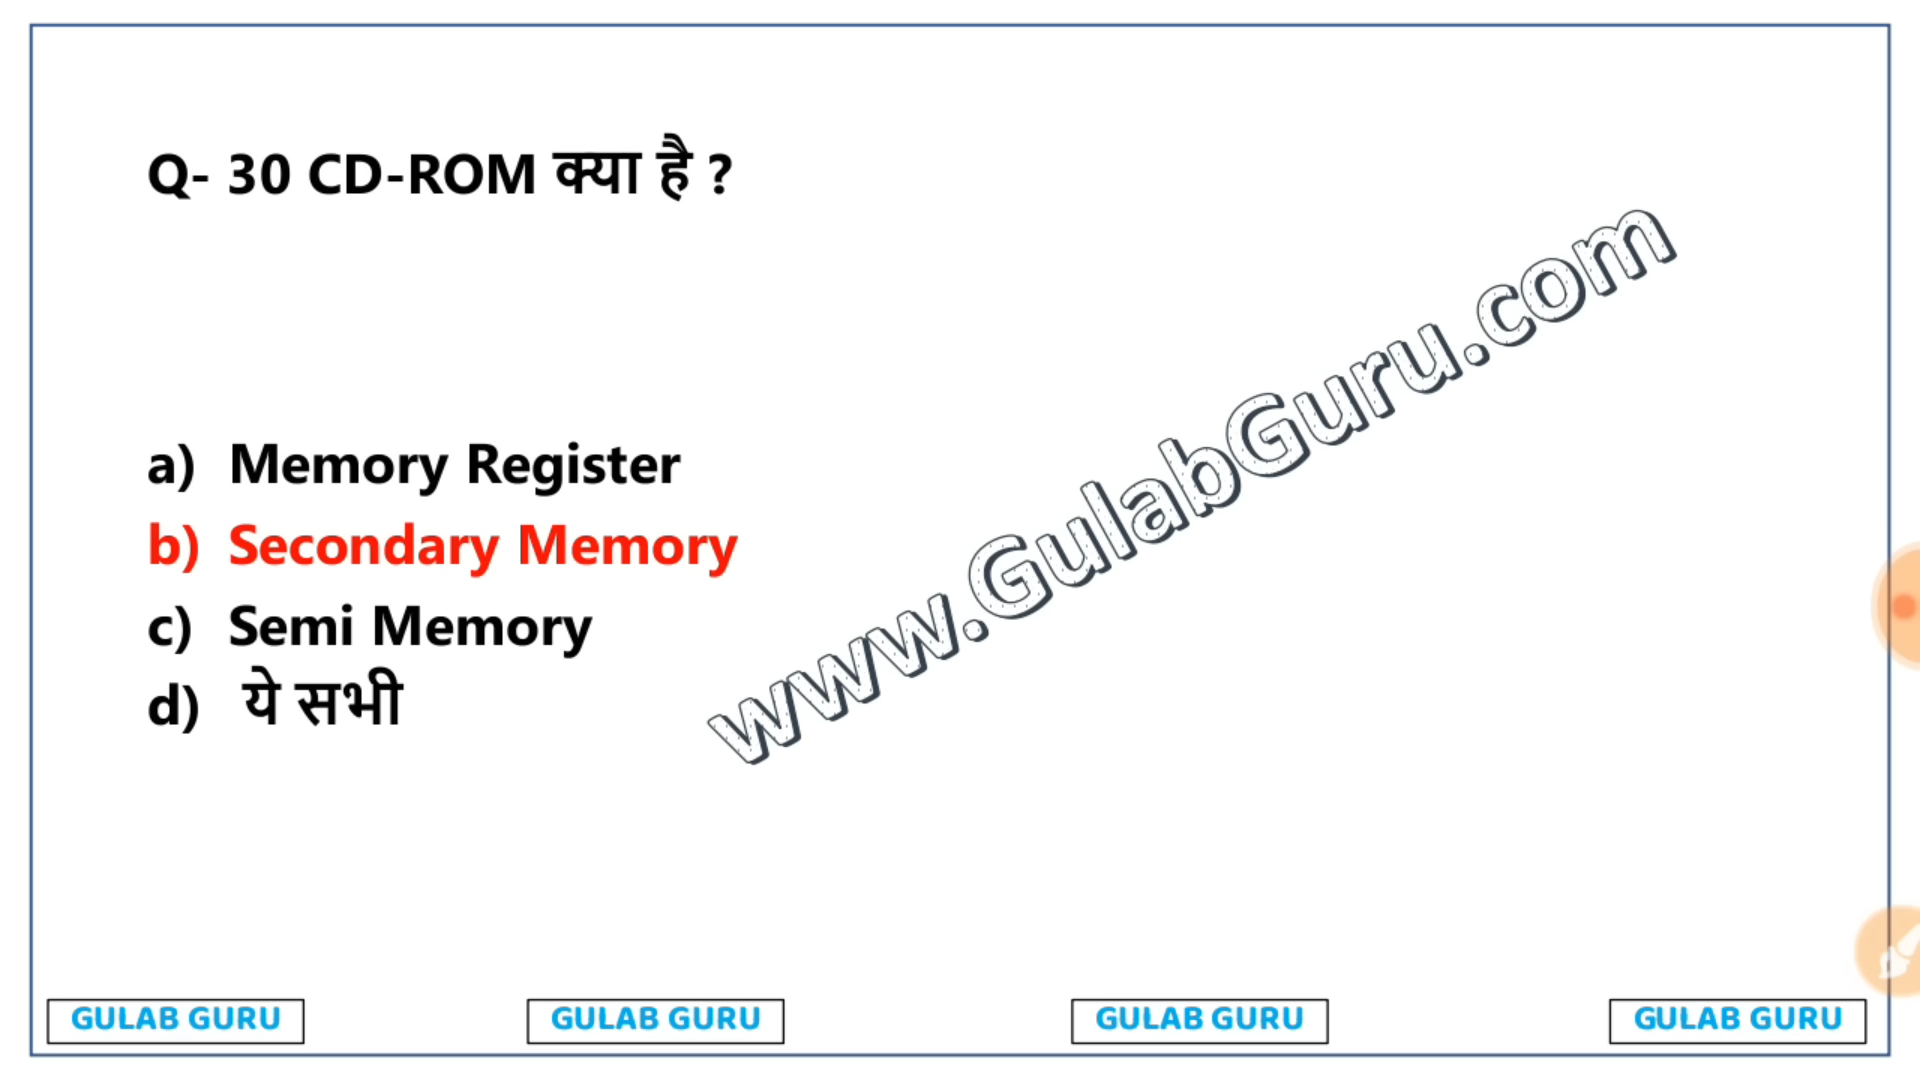 Q- 30 CD-ROM क्या है ?
a) Memory Register
b) Secondary Memory
c) Semi Memory
d) ये सभी
www.GulabGuru.com
GULAB GURU GULAB GURU GULAB GURU GULAB GURU